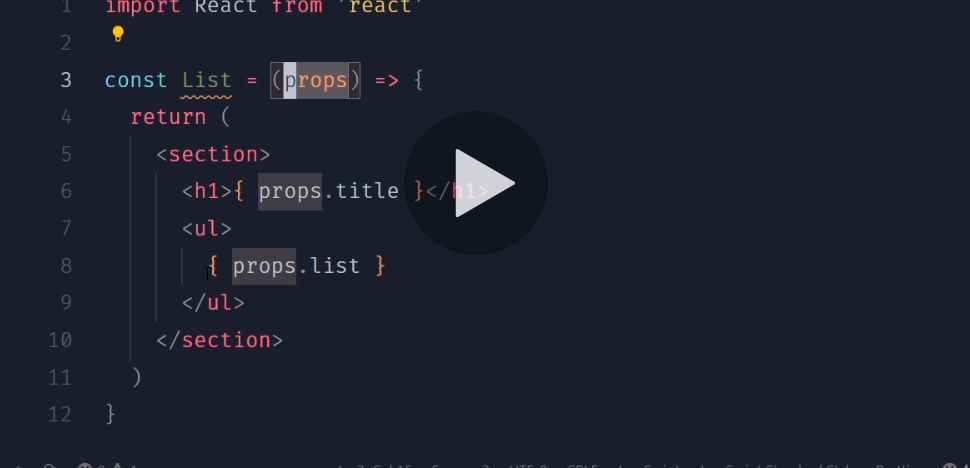 1 import React from 'react'
2
3 const List = (props) => {
4 return (
5 <section>
6 <h1>{ props.title }</h1>
7 <ul>
8 { props.list }
9 </ul>
10 </section>
11 )
12 }